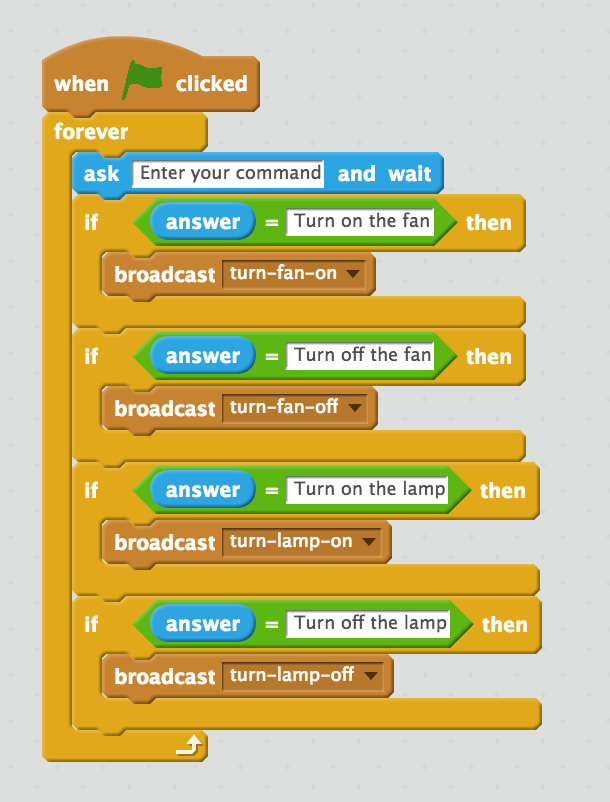 when clicked
forever
ask Enter your command and wait
if answer = Turn on the fan then
broadcast turn-fan-on
if answer = Turn off the fan then
broadcast turn-fan-off
if answer = Turn on the lamp then
broadcast turn-lamp-on
if answer = Turn off the lamp then
broadcast turn-lamp-off